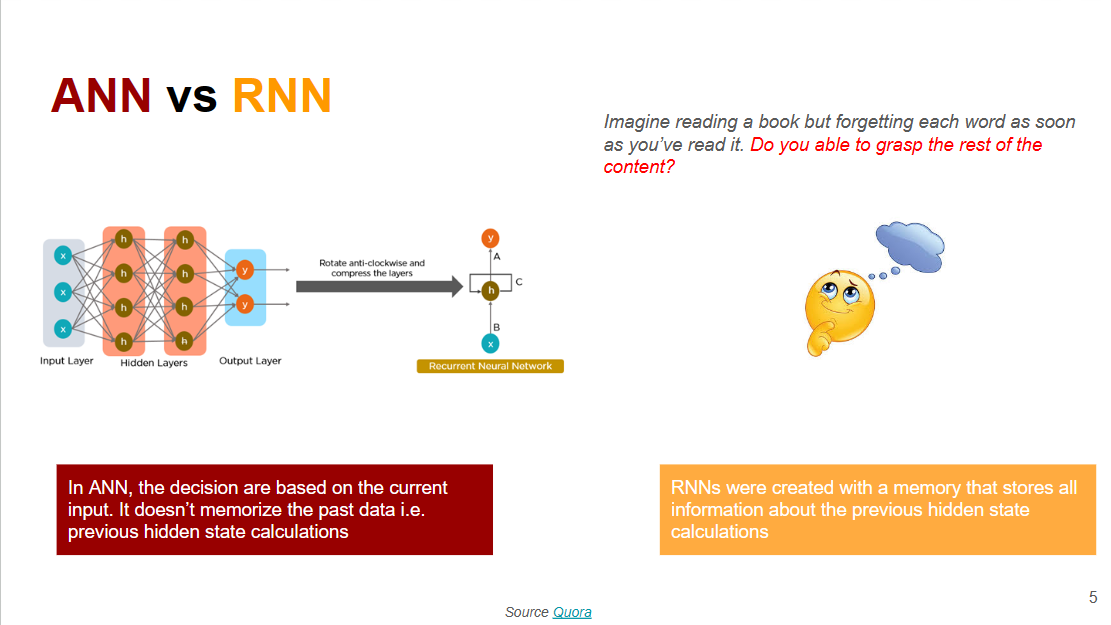 ANN vs RNN
Imagine reading a book but forgetting each word as soon
as you’ve read it. Do you able to grasp the rest of the
content?
x
x
x
h
h
h
h
h
h
h
h
y
y
Input Layer
Hidden Layers
Output Layer
Rotate anti-clockwise and
compress the layers
y
A
h
C
B
x
Recurrent Neural Network
In ANN, the decision are based on the current
input. It doesn’t memorize the past data i.e.
previous hidden state calculations
RNNs were created with a memory that stores all
information about the previous hidden state
calculations
Source Quora
5